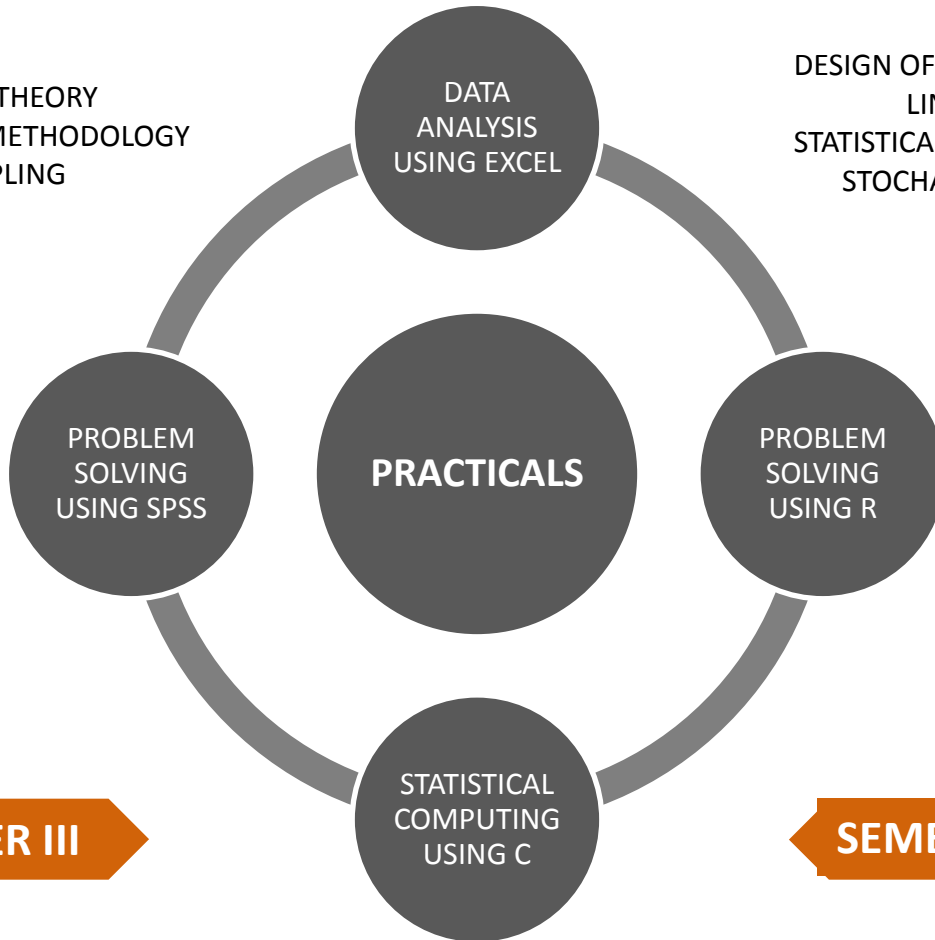 THEORY
METHODOLOGY
PLING
DESIGN OF
LIN
STATISTICA
STOCHA
DATA
ANALYSIS
USING EXCEL
PROBLEM
SOLVING
USING SPSS
PRACTICALS
PROBLEM
SOLVING
USING R
STATISTICAL
COMPUTING
USING C
ER III
SEME